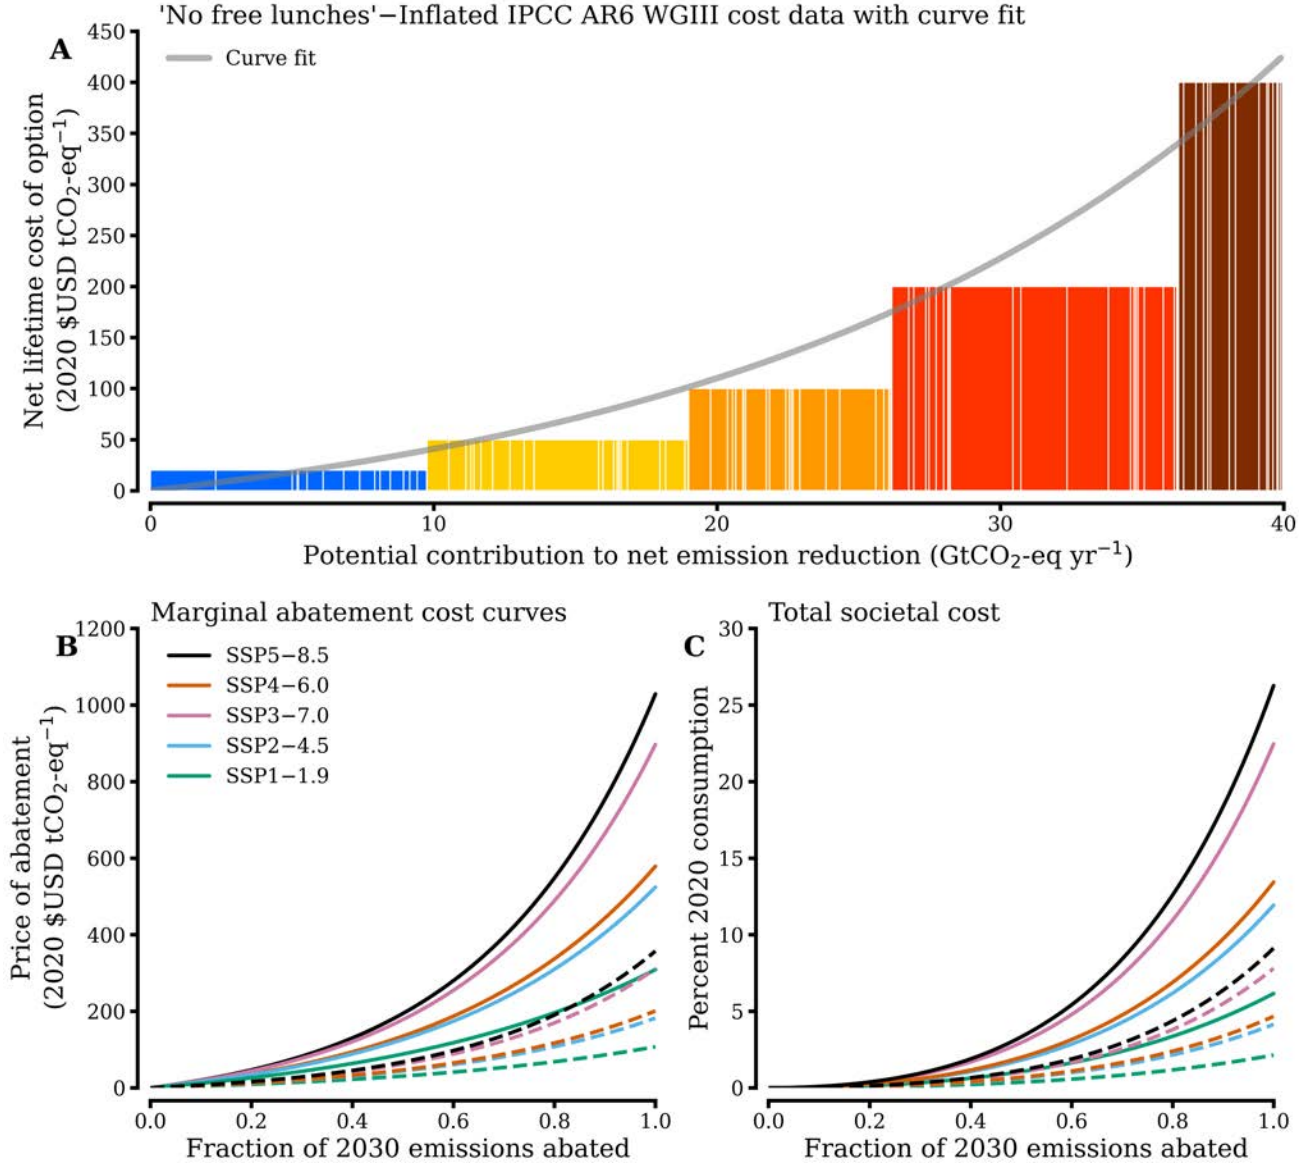 'No free lunches'−Inflated IPCC AR6 WGIII cost data with curve fit
A
Curve fit
450
400
350
300
250
200
150
100
50
0
Net lifetime cost of option
(2020 $USD tCO₂-eq⁻¹)
0 10 20 30 40
Potential contribution to net emission reduction (GtCO₂-eq yr⁻¹)
Marginal abatement cost curves
B
SSP5−8.5
SSP4−6.0
SSP3−7.0
SSP2−4.5
SSP1−1.9
1200
1000
800
600
400
200
0
Price of abatement
(2020 $USD tCO₂-eq⁻¹)
0.0 0.2 0.4 0.6 0.8 1.0
Fraction of 2030 emissions abated
Total societal cost
C
30
25
20
15
10
5
0
Percent 2020 consumption
0.0 0.2 0.4 0.6 0.8 1.0
Fraction of 2030 emissions abated